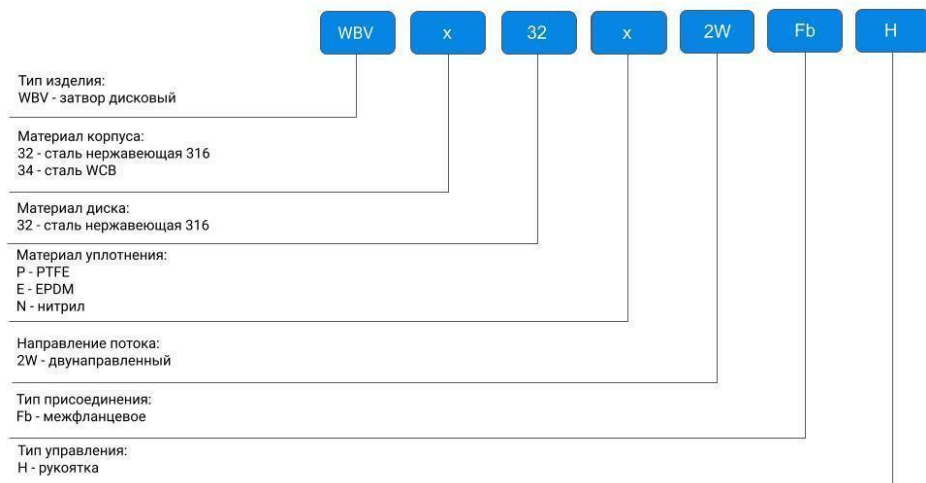 WBV x 32 x 2W Fb H
Тип изделия:
WBV - затвор дисковый
Материал корпуса:
32 - сталь нержавеющая 316
34 - сталь WCB
Материал диска:
32 - сталь нержавеющая 316
Материал уплотнения:
P - PTFE
E - EPDM
N - нитрил
Направление потока:
2W - двунаправленный
Тип присоединения:
Fb - межфланцевое
Тип управления:
H - рукоятка